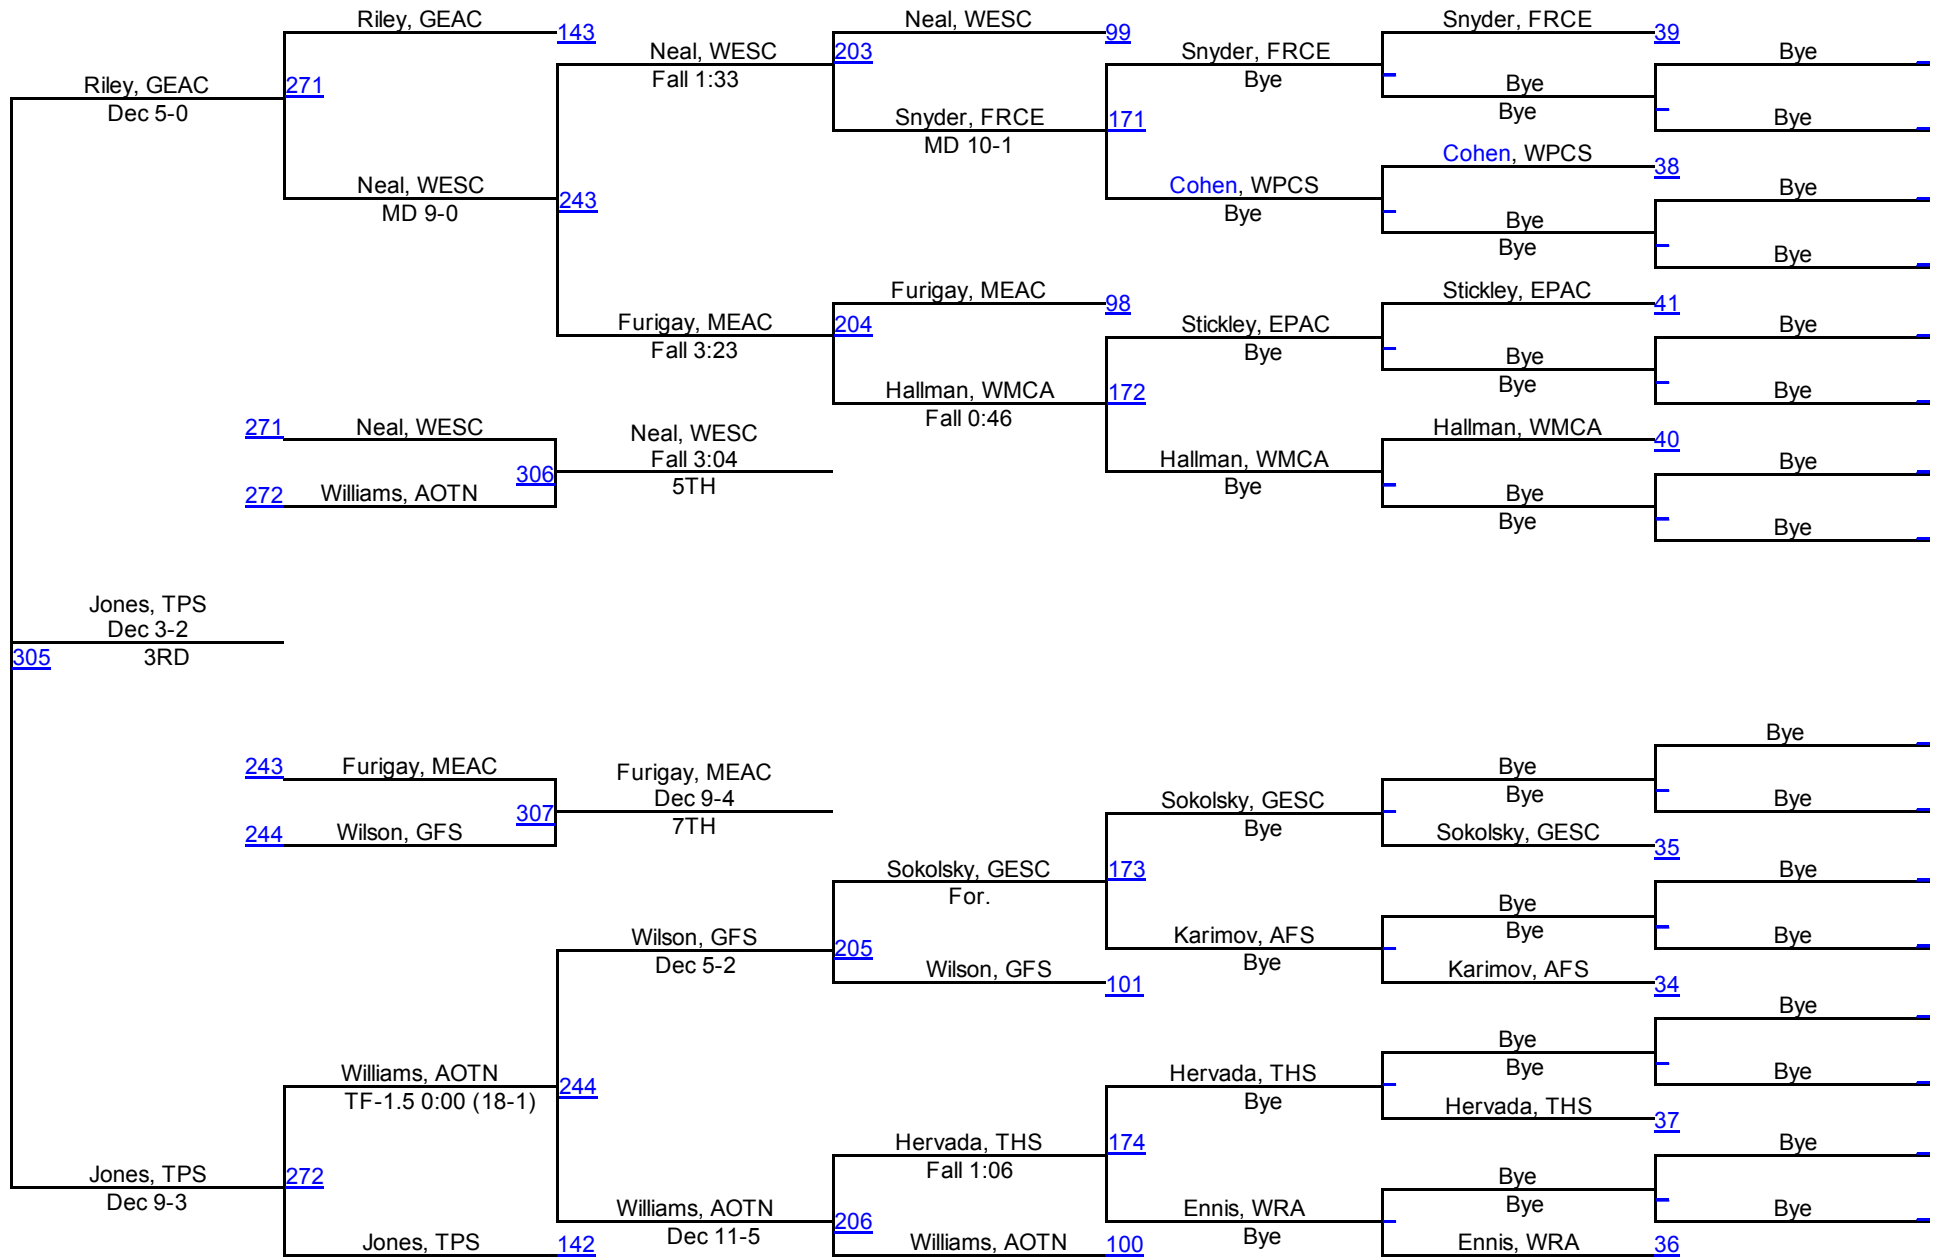 Riley, GEAC
143
Neal, WESC
99
Snyder, FRCE
39
Neal, WESC
Fall 1:33
203
Snyder, FRCE
Bye
Bye
Riley, GEAC
Dec 5-0
271
Bye
Bye
Snyder, FRCE
MD 10-1
171
Bye
Cohen, WPCS
38
Neal, WESC
MD 9-0
243
Cohen, WPCS
Bye
Bye
Bye
Bye
Bye
Furigay, MEAC
98
Stickley, EPAC
41
Furigay, MEAC
Fall 3:23
204
Stickley, EPAC
Bye
Bye
Bye
Bye
Hallman, WMCA
Fall 0:46
172
Bye
271
Neal, WESC
Neal, WESC
Fall 3:04
5TH
Hallman, WMCA
40
306
Hallman, WMCA
Bye
Bye
272
Williams, AOTN
Bye
Bye
Bye
Jones, TPS
Dec 3-2
305
3RD
Bye
243
Furigay, MEAC
Furigay, MEAC
Dec 9-4
7TH
Bye
Bye
307
Sokolsky, GESC
Bye
Bye
244
Wilson, GFS
Sokolsky, GESC
35
Sokolsky, GESC
For.
173
Bye
Wilson, GFS
Dec 5-2
205
Karimov, AFS
Bye
Bye
Bye
Bye
Wilson, GFS
101
Karimov, AFS
34
Bye
Bye
Bye
Williams, AOTN
TF-1.5 0:00 (18-1)
244
Hervada, THS
Bye
Bye
Hervada, THS
37
Hervada, THS
Fall 1:06
174
Bye
Jones, TPS
Dec 9-3
272
Bye
Bye
Williams, AOTN
Dec 11-5
206
Ennis, WRA
Bye
Bye
Jones, TPS
142
Williams, AOTN
100
Ennis, WRA
36